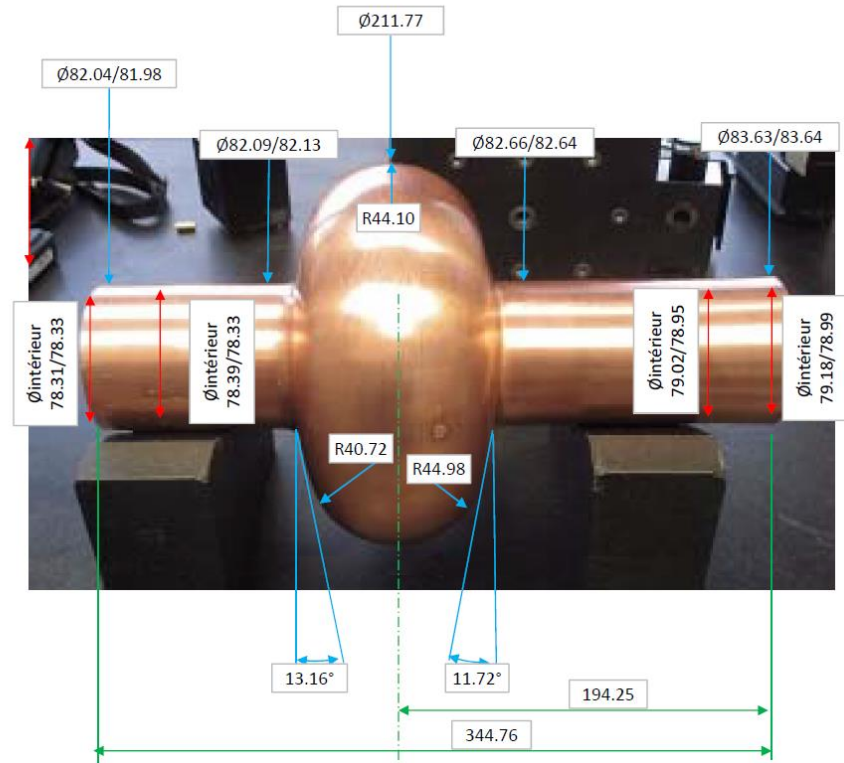 Ø211.77
Ø82.04/81.98
Ø82.09/82.13
Ø82.66/82.64
Ø83.63/83.64
R44.10
Øintérieur
78.31/78.33
Øintérieur
78.39/78.33
Øintérieur
79.02/78.95
Øintérieur
79.18/78.99
R40.72
R44.98
13.16°
11.72°
194.25
344.76